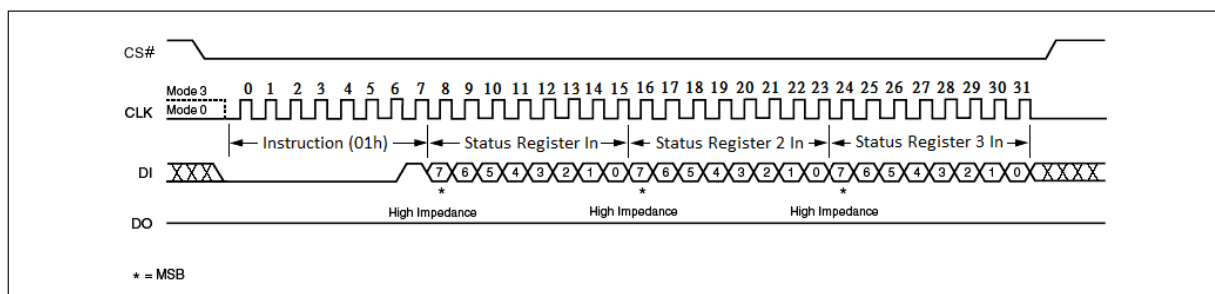 CS#
Mode 3
0 1 2 3 4 5 6 7 8 9 10 11 12 13 14 15 16 17 18 19 20 21 22 23 24 25 26 27 28 29 30 31
CLK
Mode 0
Instruction (01h) Status Register In Status Register 2 In Status Register 3 In
DI 7 6 5 4 3 2 1 0 7 6 5 4 3 2 1 0 7 6 5 4 3 2 1 0
* * *
High Impedance High Impedance High Impedance
DO
* = MSB